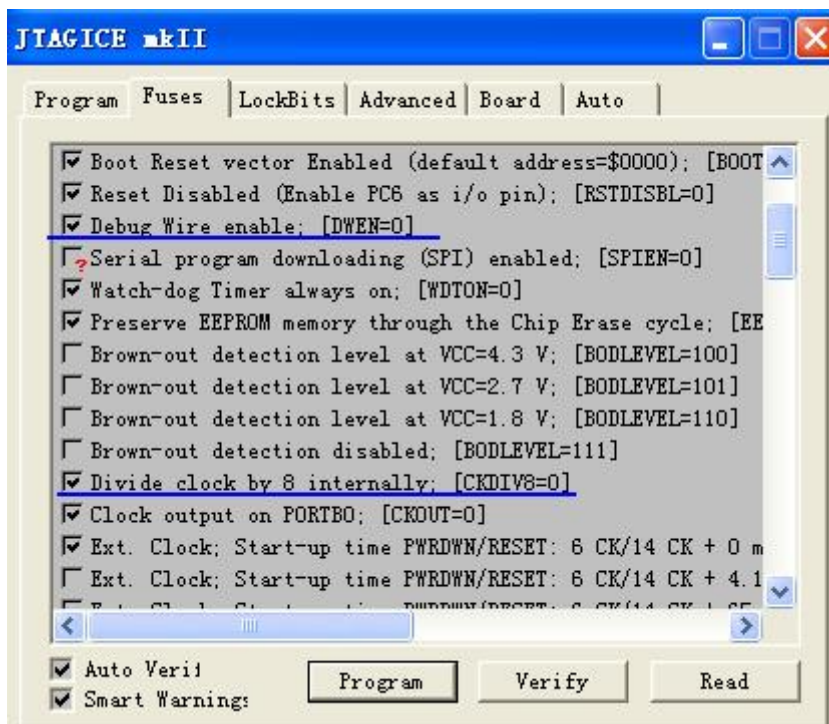 JTAGICE mkII
Program Fuses LockBits Advanced Board Auto
Boot Reset vector Enabled (default address=$0000); [BOOT
Reset Disabled (Enable PC6 as i/o pin); [RSTDISBL=0]
Debug Wire enable; [DWEN=0]
?Serial program downloading (SPI) enabled; [SPIEN=0]
Watch-dog Timer always on; [WDTON=0]
Preserve EEPROM memory through the Chip Erase cycle; [EE
Brown-out detection level at VCC=4.3 V; [BODLEVEL=100]
Brown-out detection level at VCC=2.7 V; [BODLEVEL=101]
Brown-out detection level at VCC=1.8 V; [BODLEVEL=110]
Brown-out detection disabled; [BODLEVEL=111]
Divide clock by 8 internally; [CKDIV8=0]
Clock output on PORTB0; [CKOUT=0]
Ext. Clock; Start-up time PWRDWN/RESET: 6 CK/14 CK + 0 m
Ext. Clock; Start-up time PWRDWN/RESET: 6 CK/14 CK + 4.1
Auto Verif
Smart Warnings
Program Verify Read